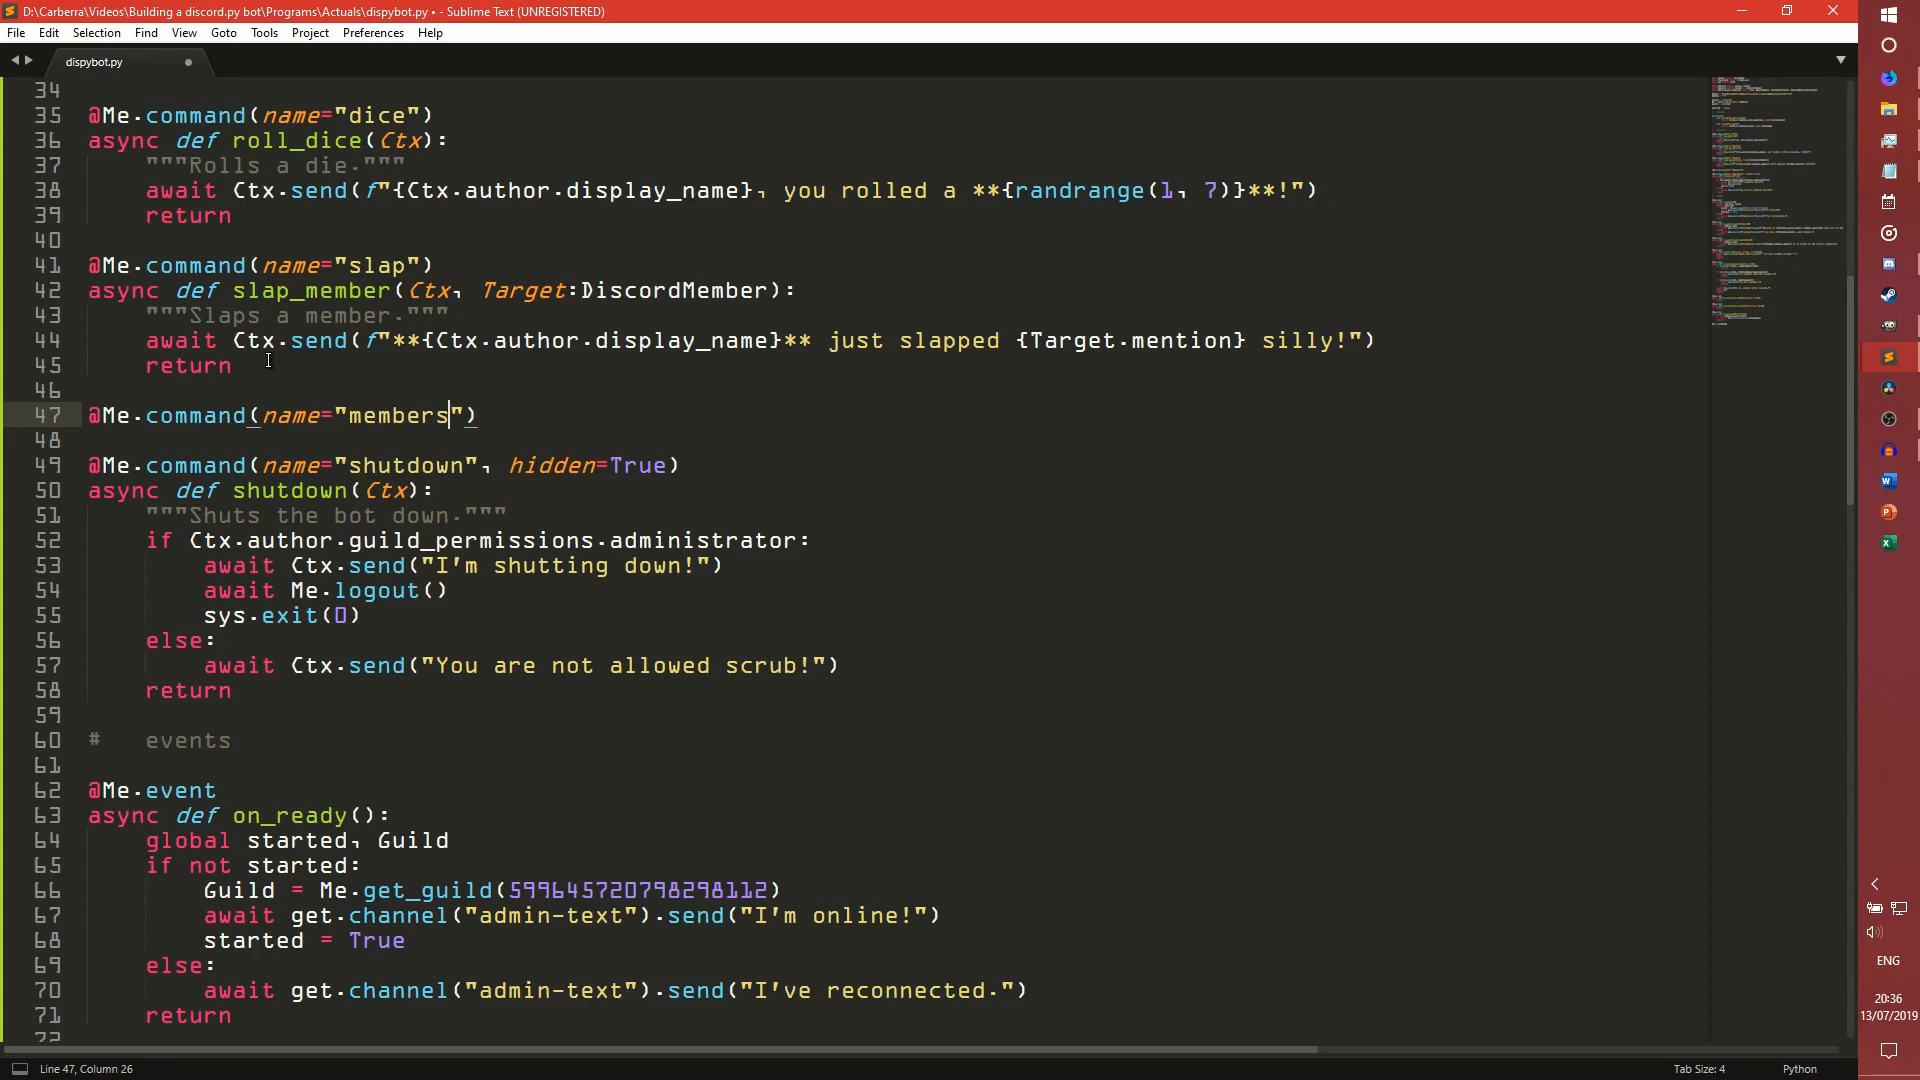 D:\Carberra\Videos\Building a discord.py bot\Programs\Actuals\dispybot.py • - Sublime Text (UNREGISTERED)
File Edit Selection Find View Goto Tools Project Preferences Help
dispybot.py
34
35 @Me.command(name="dice")
36 async def roll_dice(Ctx):
37 """Rolls a die."""
38 await Ctx.send(f"{Ctx.author.display_name}, you rolled a **{randrange(1, 7)}**!")
39 return
40
41 @Me.command(name="slap")
42 async def slap_member(Ctx, Target:DiscordMember):
43 """Slaps a member."""
44 await Ctx.send(f"**{Ctx.author.display_name}** just slapped {Target.mention} silly!")
45 return
46
47 @Me.command(name="members")
48
49 @Me.command(name="shutdown", hidden=True)
50 async def shutdown(Ctx):
51 """Shuts the bot down."""
52 if Ctx.author.guild_permissions.administrator:
53 await Ctx.send("I'm shutting down!")
54 await Me.logout()
55 sys.exit(0)
56 else:
57 await Ctx.send("You are not allowed scrub!")
58 return
59
60 # events
61
62 @Me.event
63 async def on_ready():
64 global started, Guild
65 if not started:
66 Guild = Me.get_guild(599645720798298112)
67 await get.channel("admin-text").send("I'm online!")
68 started = True
69 else:
70 await get.channel("admin-text").send("I've reconnected.")
71 return
72
Line 47, Column 26
Tab Size: 4
Python
ENG
20:36
13/07/2019